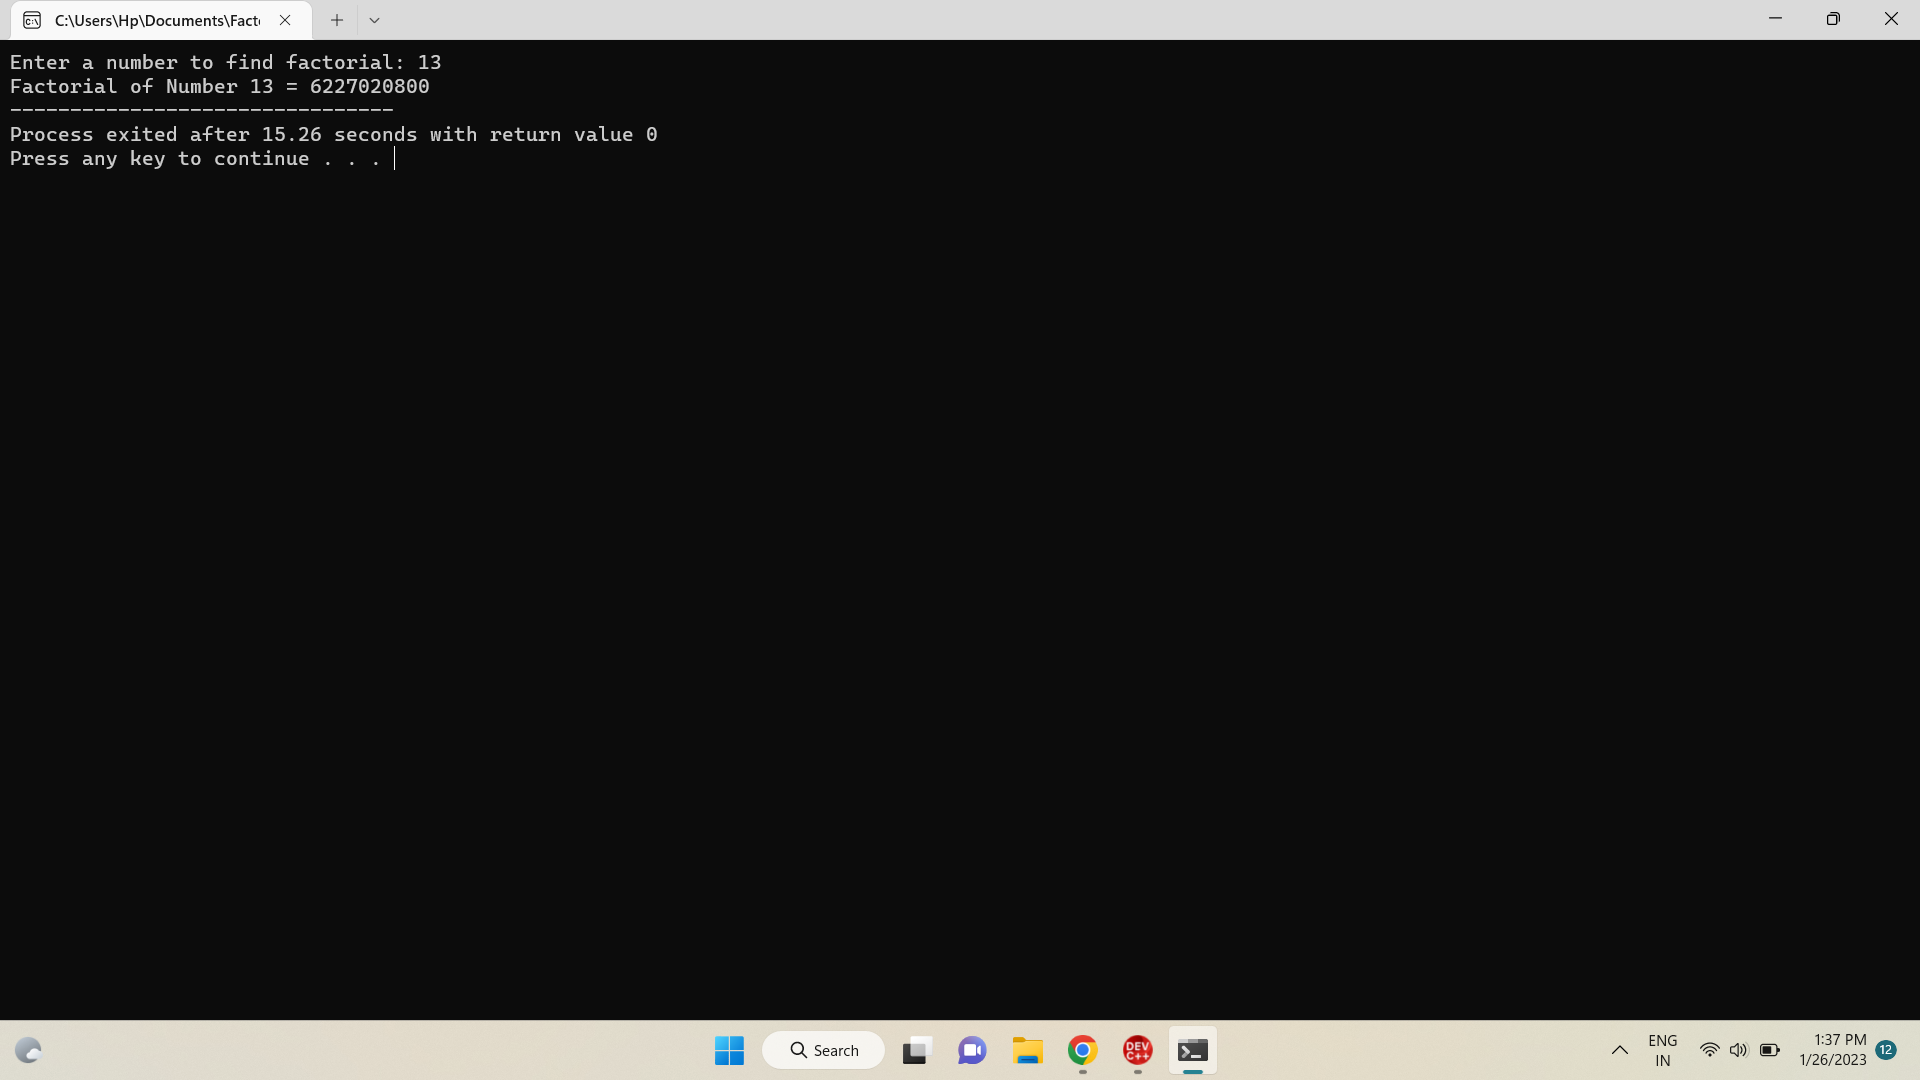 C:\Users\Hp\Documents\Fact
Enter a number to find factorial: 13
Factorial of Number 13 = 6227020800
--------------------------------
Process exited after 15.26 seconds with return value 0
Press any key to continue . . .
Search
DEV
C++
ENG
IN
1:37 PM
1/26/2023
12